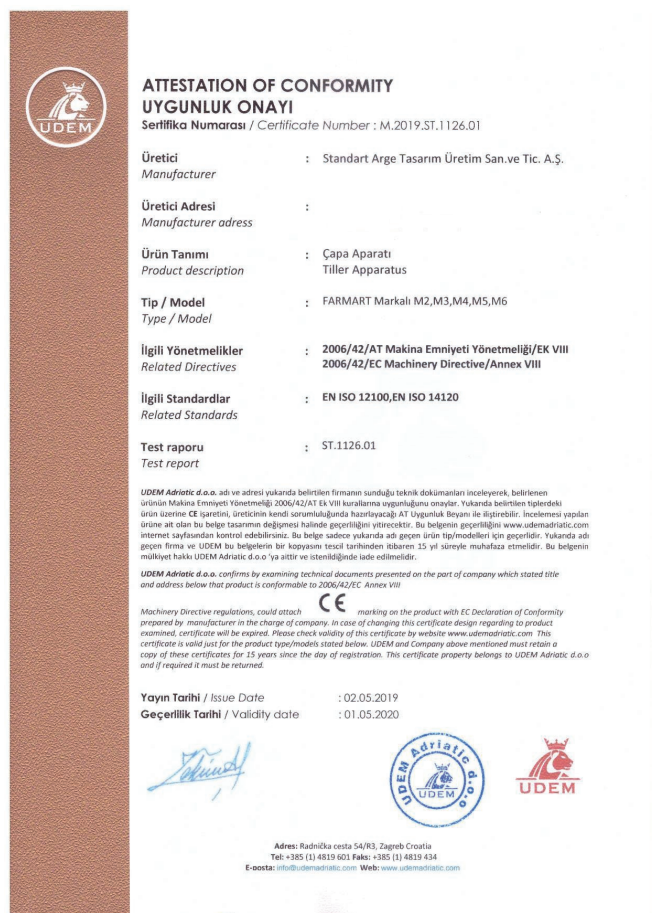 UDEM
ATTESTATION OF CONFORMITY
UYGUNLUK ONAYI
Sertifika Numarası / Certificate Number : M.2019.ST.1126.01
Üretici : Standart Arge Tasarım Üretim San.ve Tic. A.Ş.
Manufacturer
Üretici Adresi :
Manufacturer adress
Ürün Tanımı : Çapa Aparatı
Product description Tiller Apparatus
Tip / Model : FARMART Markalı M2,M3,M4,M5,M6
Type / Model
İlgili Yönetmelikler : 2006/42/AT Makina Emniyeti Yönetmeliği/EK VIII
Related Directives 2006/42/EC Machinery Directive/Annex VIII
İlgili Standardlar : EN ISO 12100,EN ISO 14120
Related Standards
Test raporu : ST.1126.01
Test report
UDEM Adriatic d.o.o. adı ve adresi yukarıda belirtilen firmanın sunduğu teknik dokümanları inceleyerek, belirlenen
ürünün Makina Emniyeti Yönetmeliği 2006/42/AT Ek VIII kurallarına uygunluğunu onaylar. Yukarıda belirtilen tiplerdeki
ürün üzerine CE işaretini, üreticinin kendi sorumluluğunda hazırlayacağı AT Uygunluk Beyanı ile iliştirebilir. İncelemesi yapılan
ürüne ait olan bu belge tasarımın değişmesi halinde geçerliliğini yitirecektir. Bu belgenin geçerliliğini www.udemadriatic.com
internet sayfasından kontrol edebilirsiniz. Bu belge sadece yukarıda adı geçen ürün tip/modelleri için geçerlidir. Yukarıda adı
geçen firma ve UDEM bu belgelerin bir kopyasını tescil tarihinden itibaren 15 yıl süreyle muhafaza etmelidir. Bu belgenin
mülkiyet hakkı UDEM Adriatic d.o.o 'ya aittir ve istenildiğinde iade edilmelidir.
UDEM Adriatic d.o.o. confirms by examining technical documents presented on the part of company which stated title
and address below that product is conformable to 2006/42/EC Annex VIII
Machinery Directive regulations, could attach CE marking on the product with EC Declaration of Conformity
prepared by manufacturer in the charge of company. In case of changing this certificate design regarding to product
examined, certificate will be expired. Please check validity of this certificate by website www.udemadriatic.com This
certificate is valid just for the product type/models stated below. UDEM and Company above mentioned must retain a
copy of these certificates for 15 years since the day of registration. This certificate property belongs to UDEM Adriatic d.o.o
and if required it must be returned.
Yayın Tarihi / Issue Date : 02.05.2019
Geçerlilik Tarihi / Validity date : 01.05.2020
UDEM Adriatic d.o.o
UDEM
UDEM
Adres: Radnička cesta 54/R3, Zagreb Croatia
Tel: +385 (1) 4819 601 Faks: +385 (1) 4819 434
E-posta: info@udemadriatic.com Web: www.udemadriatic.com